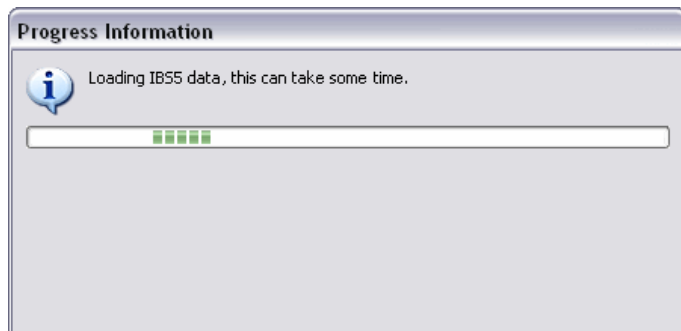 Progress Information
Loading IBS5 data, this can take some time.